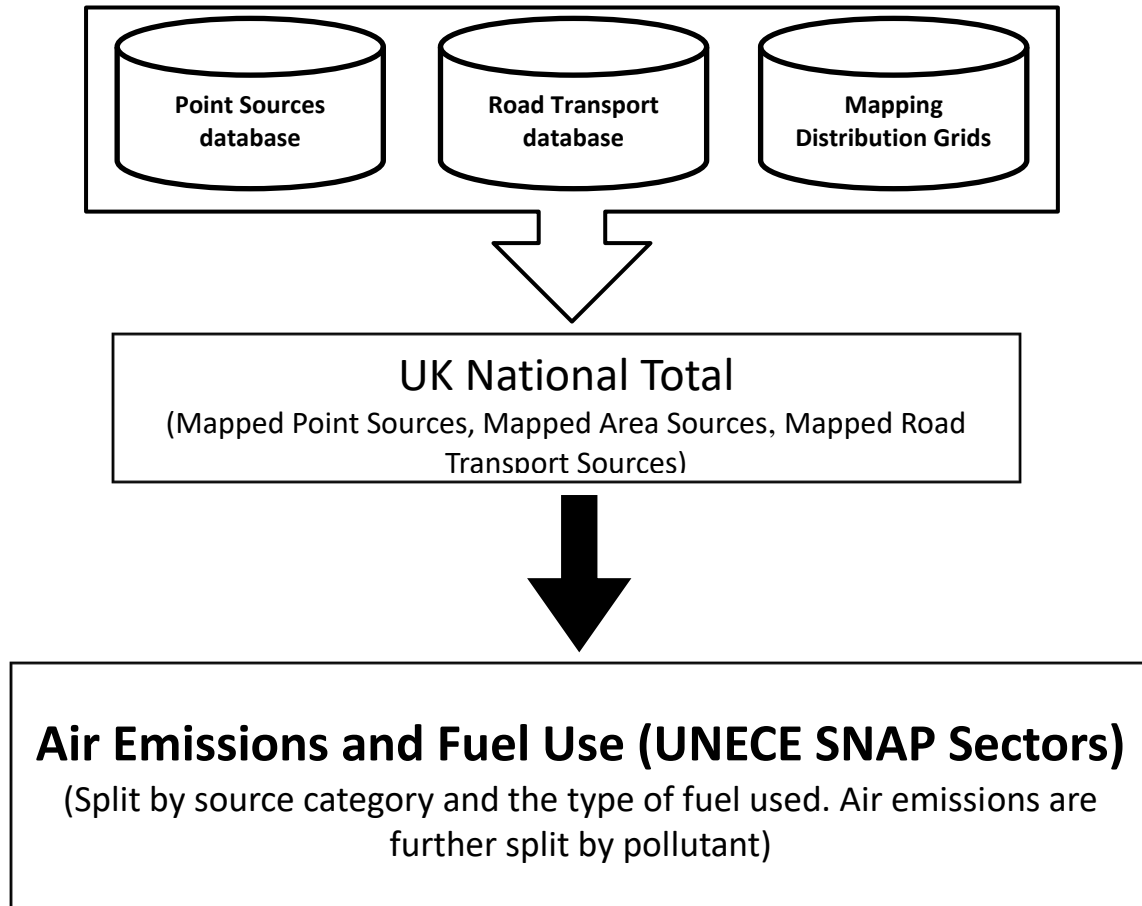 Point Sources
database
Road Transport
database
Mapping
Distribution Grids
UK National Total
(Mapped Point Sources, Mapped Area Sources, Mapped Road
Transport Sources)
Air Emissions and Fuel Use (UNECE SNAP Sectors)
(Split by source category and the type of fuel used. Air emissions are
further split by pollutant)